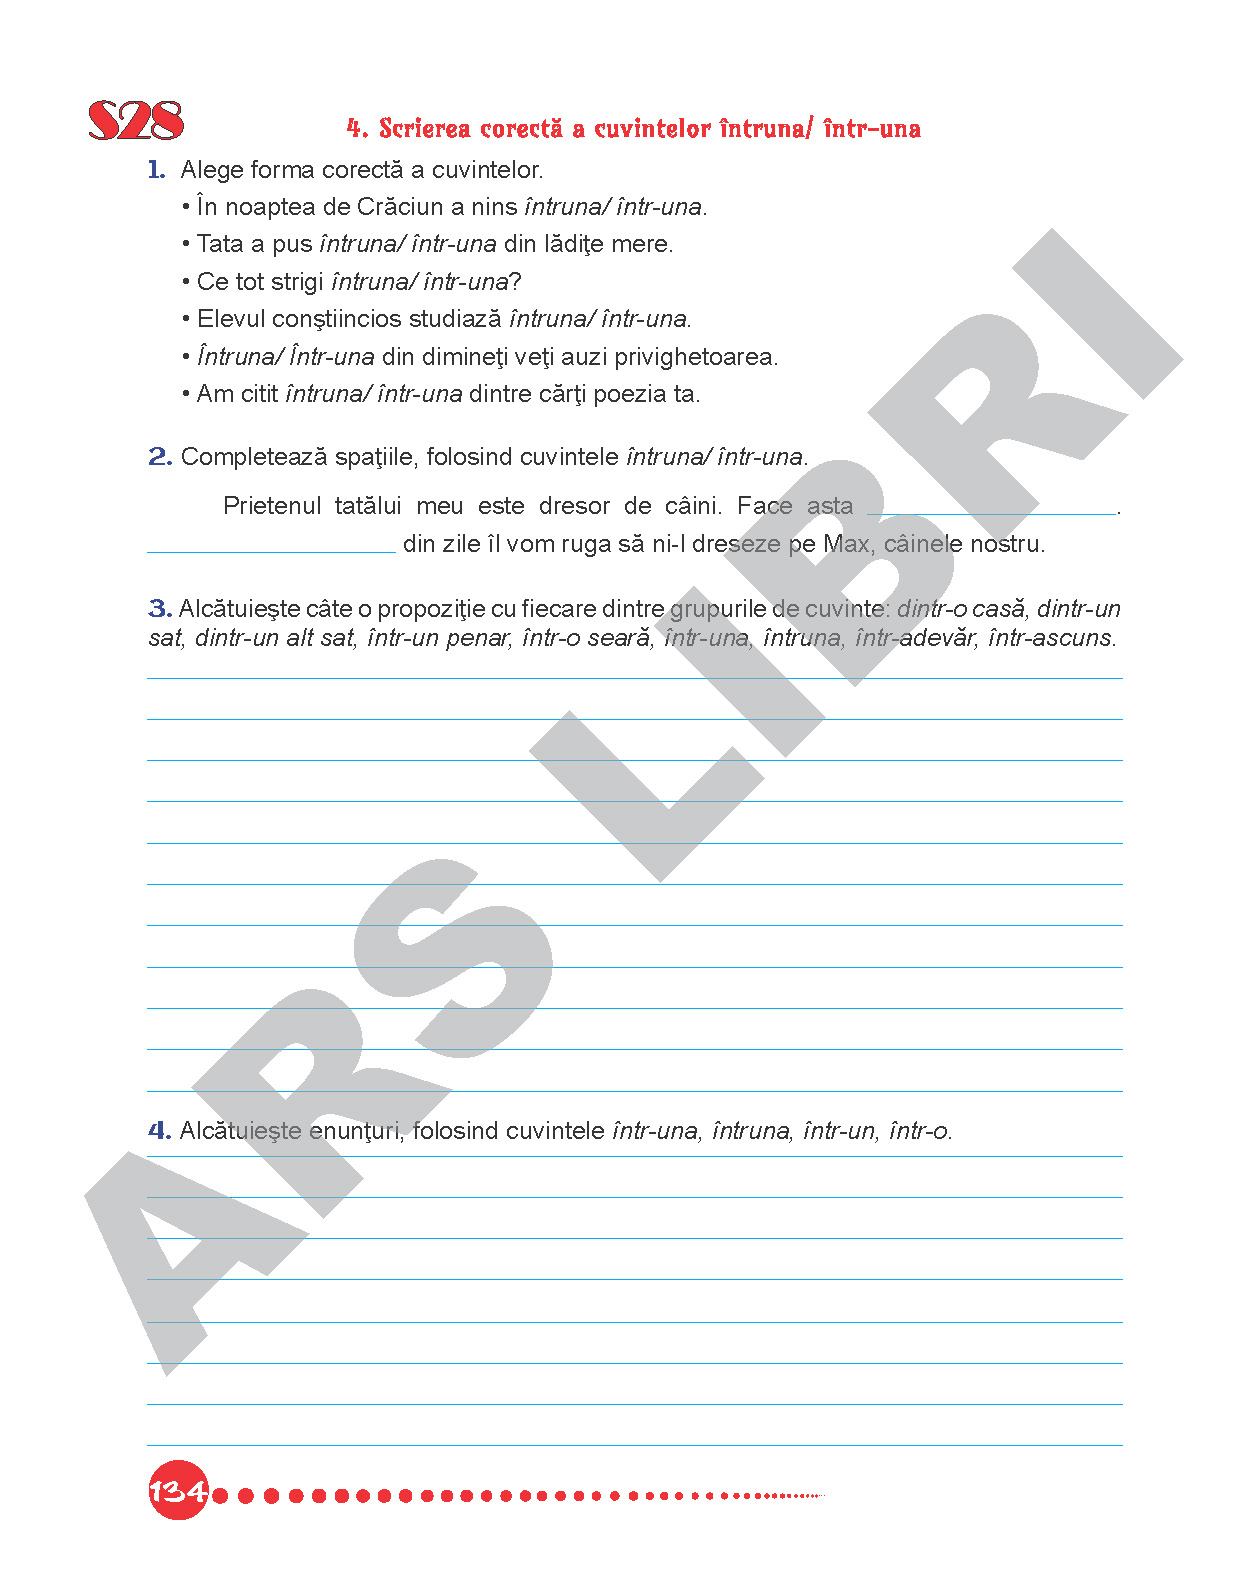 S28
4. Scrierea corectă a cuvintelor întruna/ într-una
1. Alege forma corectă a cuvintelor.
• În noaptea de Crăciun a nins întruna/ într-una.
• Tata a pus întruna/ într-una din lădiţe mere.
• Ce tot strigi întruna/ într-una?
• Elevul conştiincios studiază întruna/ într-una.
• Întruna/ Într-una din dimineţi veţi auzi privighetoarea.
• Am citit întruna/ într-una dintre cărţi poezia ta.
2. Completează spaţiile, folosind cuvintele întruna/ într-una.
Prietenul tatălui meu este dresor de câini. Face asta ____________________.
____________________ din zile îl vom ruga să ni-l dreseze pe Max, câinele nostru.
3. Alcătuieşte câte o propoziţie cu fiecare dintre grupurile de cuvinte: dintr-o casă, dintr-un
sat, dintr-un alt sat, într-un penar, într-o seară, într-una, întruna, într-adevăr, într-ascuns.
4. Alcătuieşte enunţuri, folosind cuvintele într-una, întruna, într-un, într-o.
134
ARS LIBRI